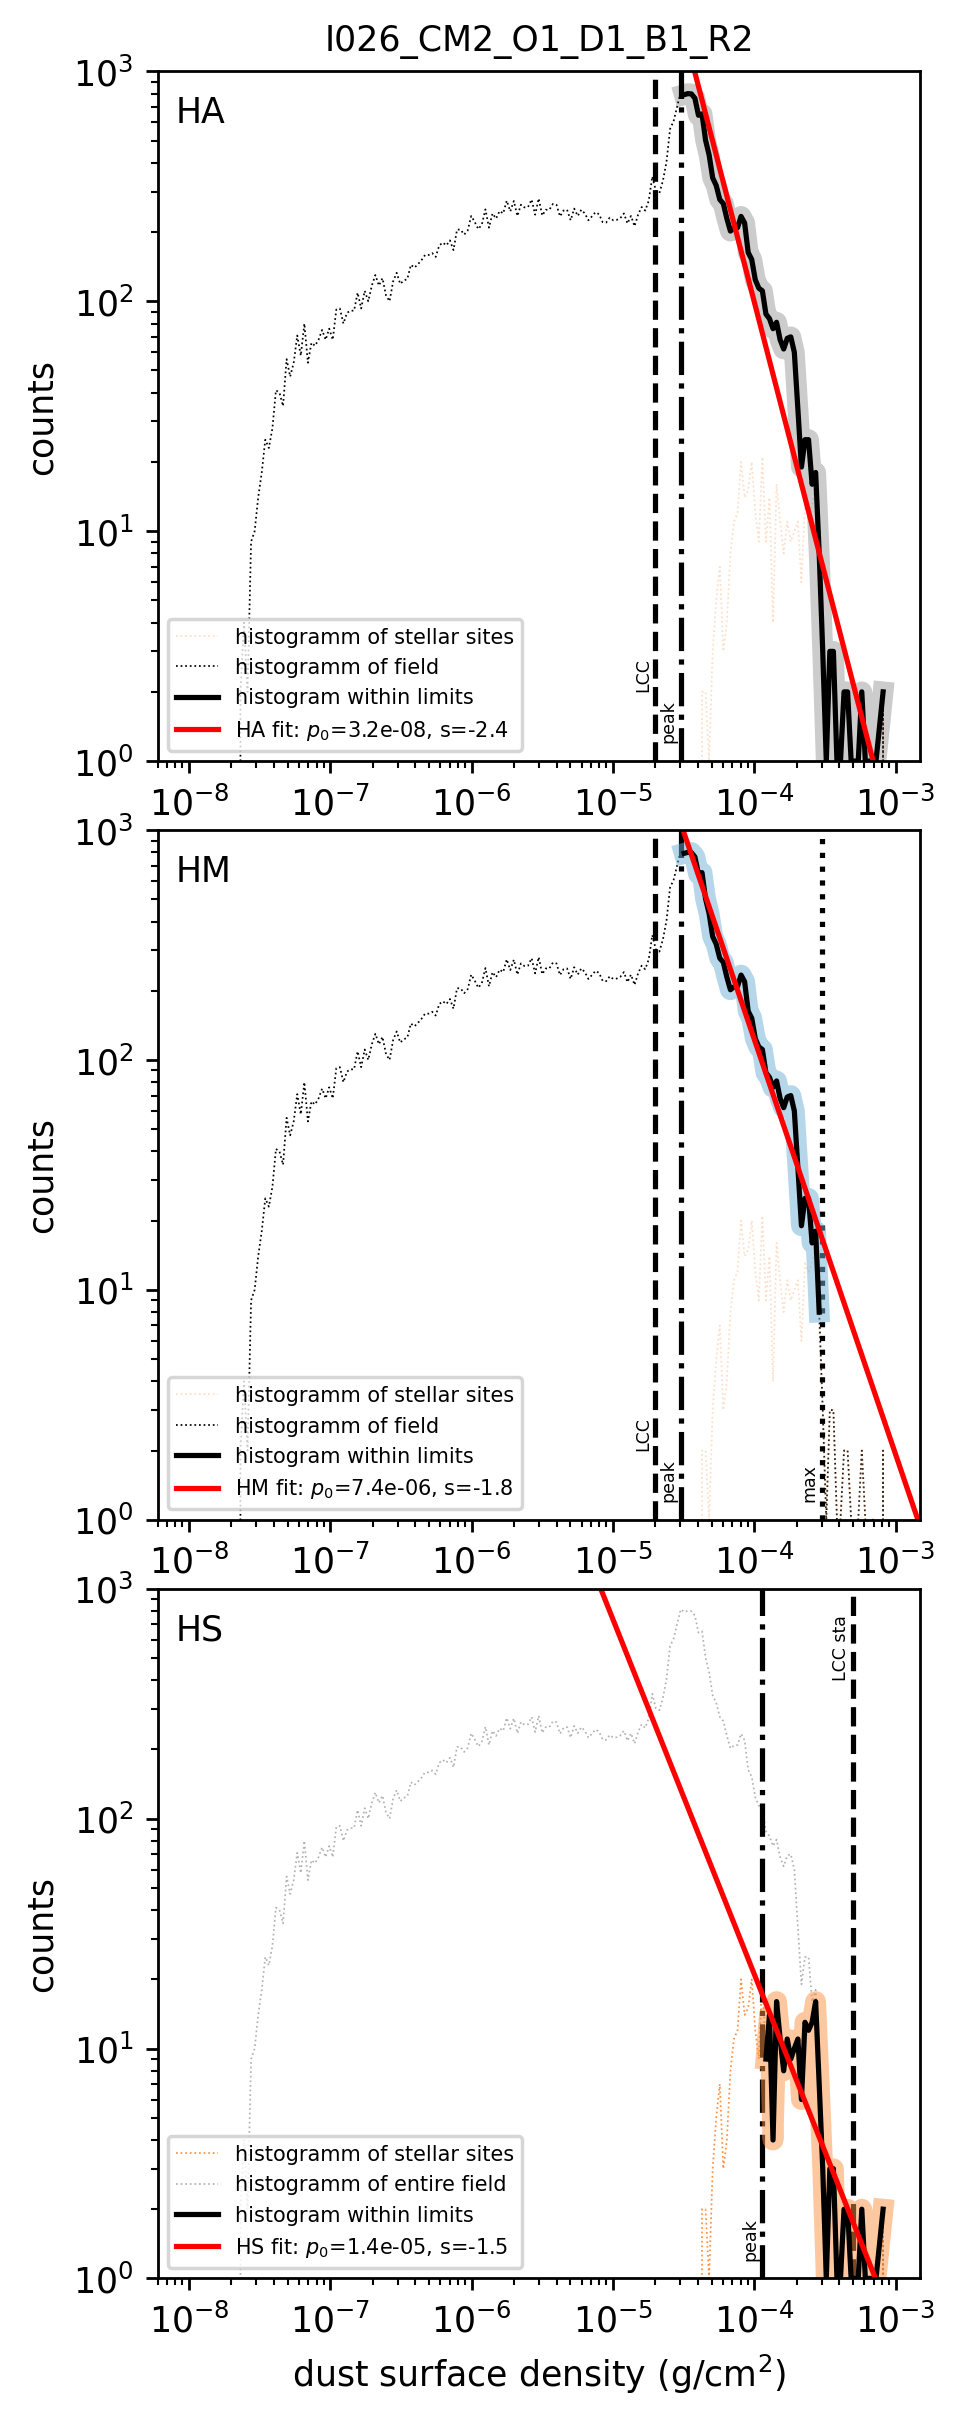 I026_CM2_O1_D1_B1_R2
10³
HA
10²
counts
10¹
histogramm of stellar sites
histogramm of field
histogram within limits
HA fit: p₀=3.2e-08, s=-2.4
LCC
peak
10⁰
10⁻⁸ 10⁻⁷ 10⁻⁶ 10⁻⁵ 10⁻⁴ 10⁻³
10³
HM
10²
counts
10¹
histogramm of stellar sites
histogramm of field
histogram within limits
HM fit: p₀=7.4e-06, s=-1.8
LCC
peak
max
10⁰
10⁻⁸ 10⁻⁷ 10⁻⁶ 10⁻⁵ 10⁻⁴ 10⁻³
10³
HS
LCC sta
10²
counts
10¹
histogramm of stellar sites
histogramm of entire field
histogram within limits
HS fit: p₀=1.4e-05, s=-1.5
peak
10⁰
10⁻⁸ 10⁻⁷ 10⁻⁶ 10⁻⁵ 10⁻⁴ 10⁻³
dust surface density (g/cm²)